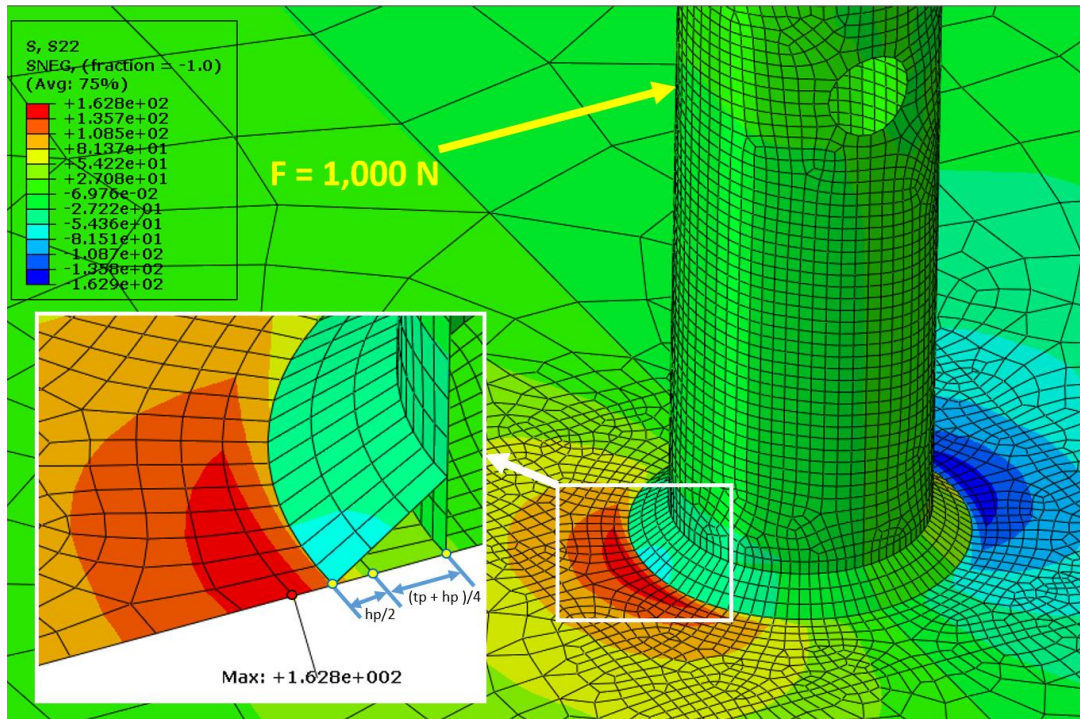 S, S22
SNEG, (fraction = -1.0)
(Avg: 75%)
+1.628e+02
+1.357e+02
+1.085e+02
+8.137e+01
+5.422e+01
+2.708e+01
-6.976e-02
-2.722e+01
-5.436e+01
-8.151e+01
-1.087e+02
-1.358e+02
-1.629e+02
F = 1,000 N
hp/2
(tp + hp )/4
Max: +1.628e+002